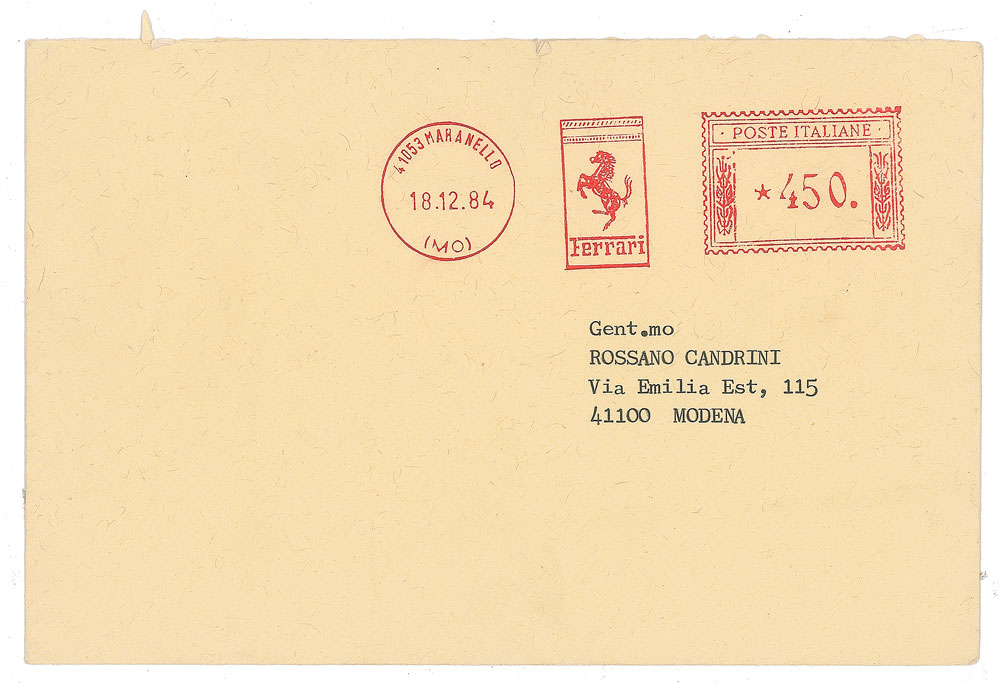 41053 MARANELLO
18.12.84
(MO)
Ferrari
· POSTE ITALIANE ·
*450.
Gent.mo
ROSSANO CANDRINI
Via Emilia Est, 115
41100 MODENA